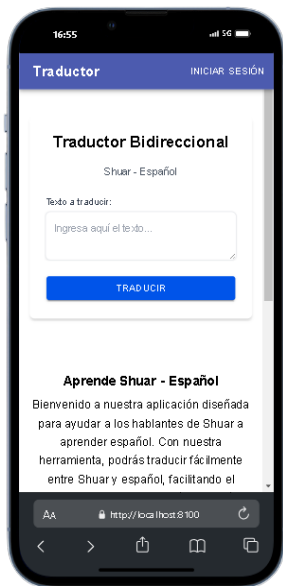 16:55
5G
Traductor
INICIAR SESIÓN
Traductor Bidireccional
Shuar - Español
Texto a traducir:
Ingresa aquí el texto...
TRADUCIR
Aprende Shuar - Español
Bienvenido a nuestra aplicación diseñada
para ayudar a los hablantes de Shuar a
aprender español. Con nuestra
herramienta, podrás traducir fácilmente
entre Shuar y español, facilitando el
AA
http://localhost:8100